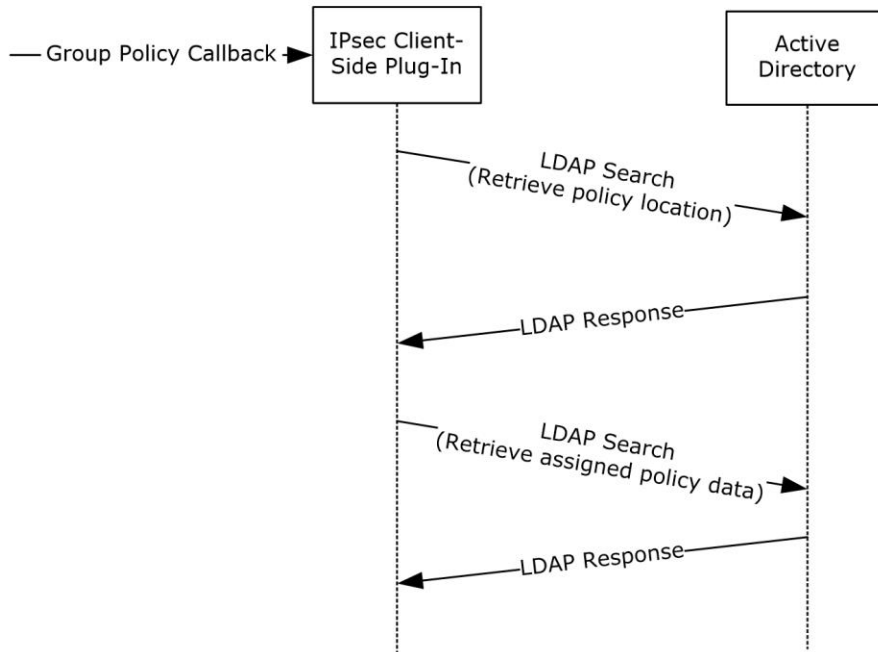 Group Policy Callback
IPsec Client-
Side Plug-In
Active
Directory
LDAP Search
(Retrieve policy location)
LDAP Response
LDAP Search
(Retrieve assigned policy data)
LDAP Response